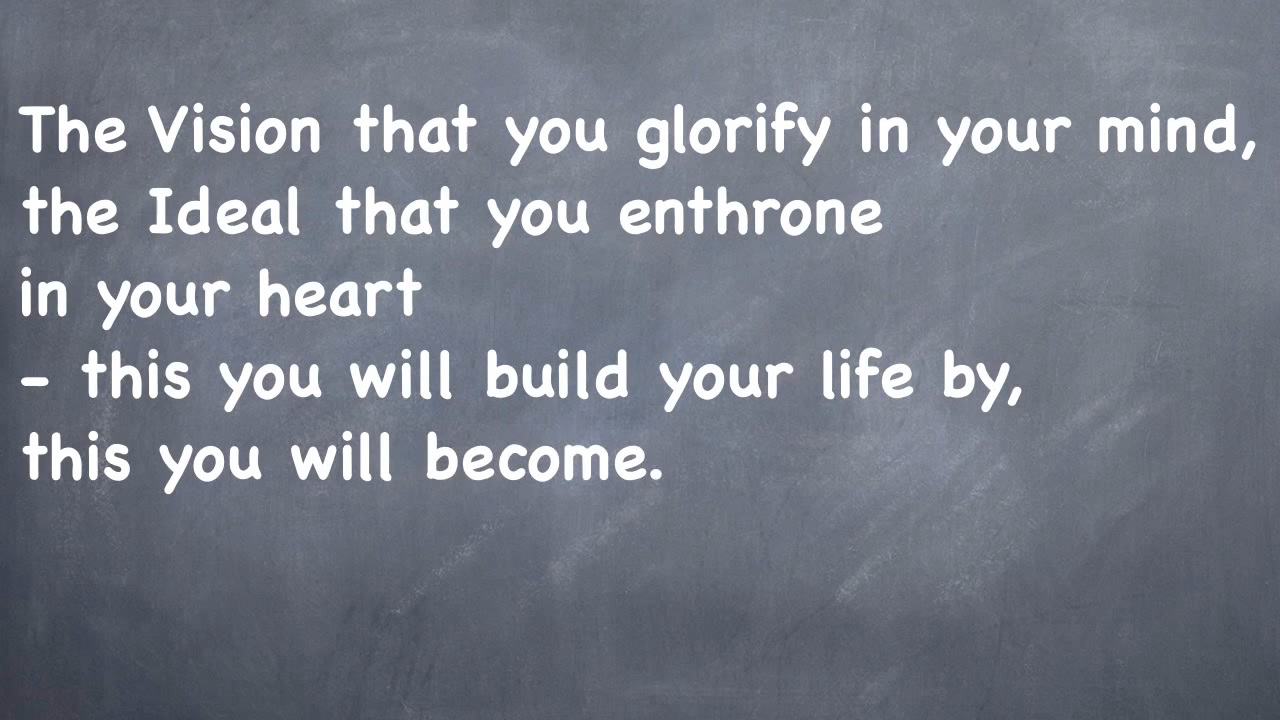 The Vision that you glorify in your mind,
the Ideal that you enthrone
in your heart
- this you will build your life by,
this you will become.